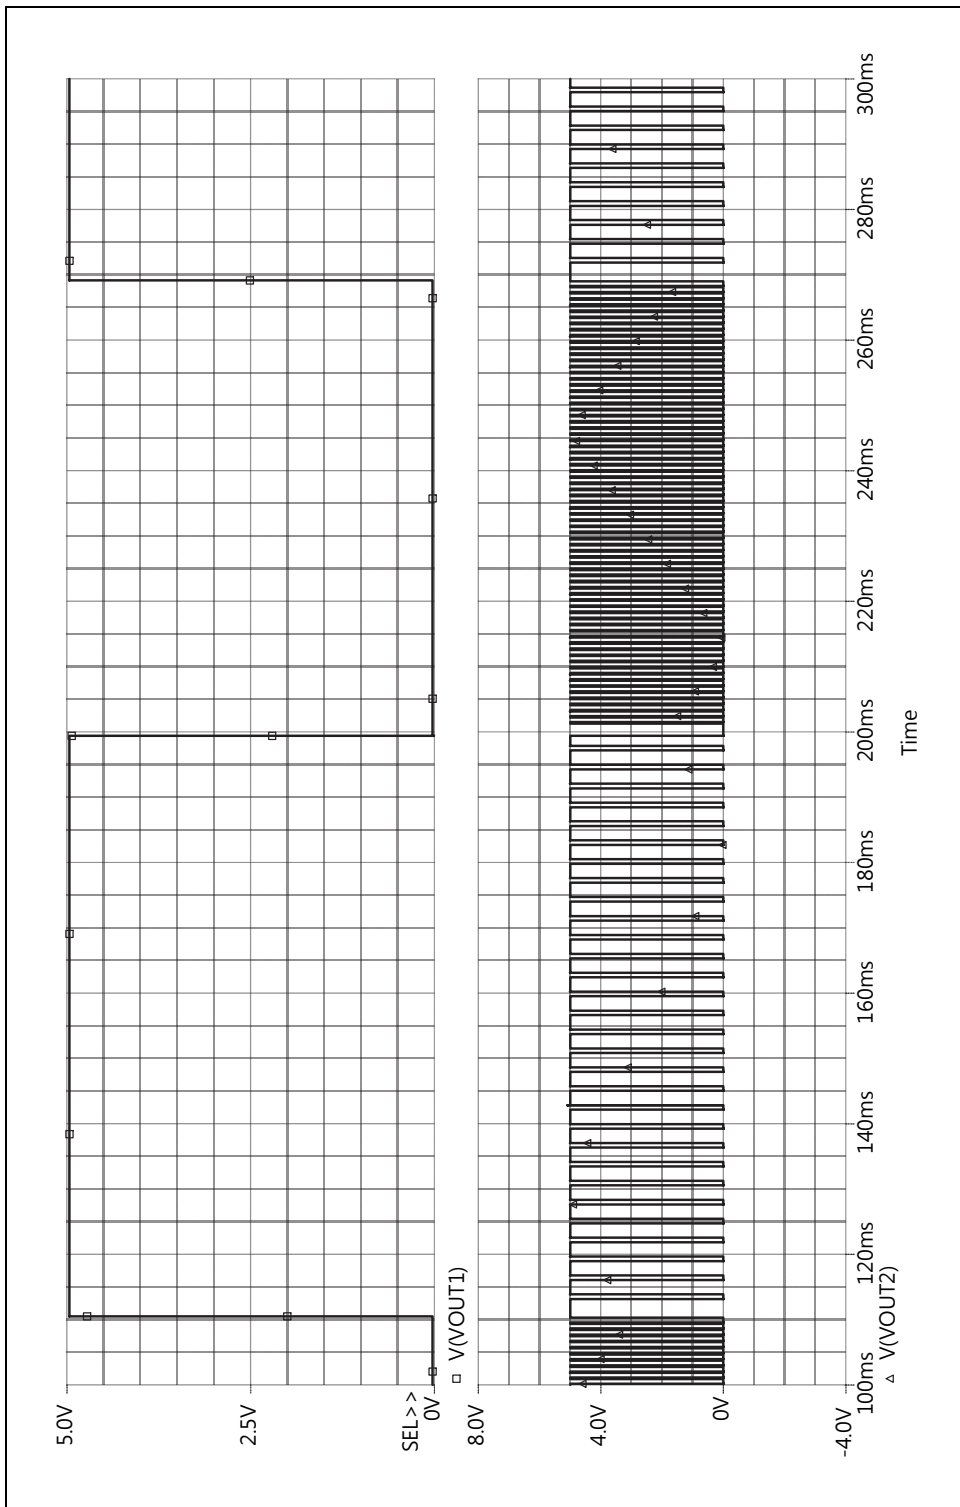 5.0V
2.5V
SEL>>
0V
□ V(VOUT1)
8.0V
4.0V
0V
-4.0V
100ms
120ms
140ms
160ms
180ms
200ms
220ms
240ms
260ms
280ms
300ms
△ V(VOUT2)
Time